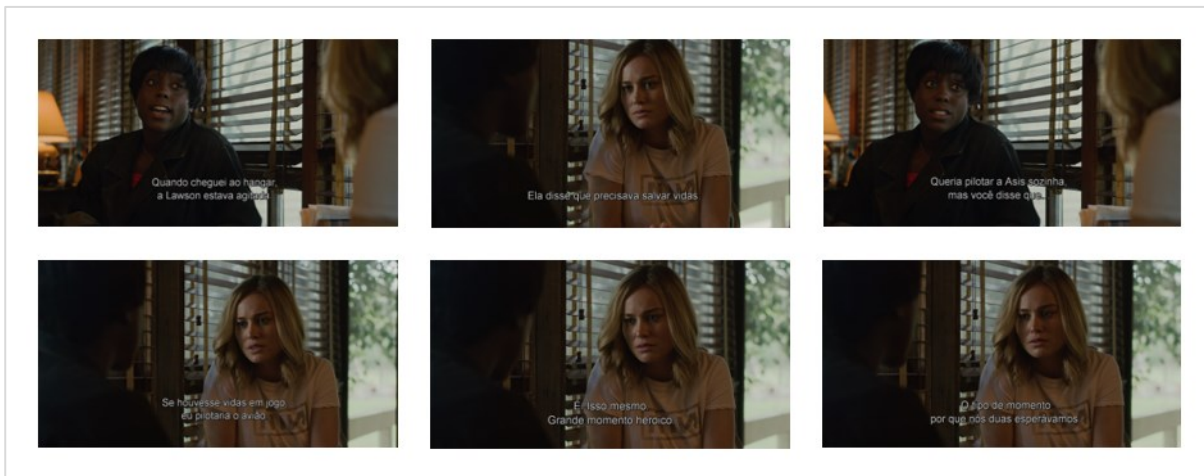 Quando cheguei ao hangar,
a Lawson estava agitada.
Ela disse que precisava salvar vidas.
Queria pilotar a Asis sozinha,
mas você disse que...
Se houvesse vidas em jogo
eu pilotaria o avião.
É! Isso mesmo.
Grande momento heroico.
O tipo de momento
por que nós duas esperávamos.